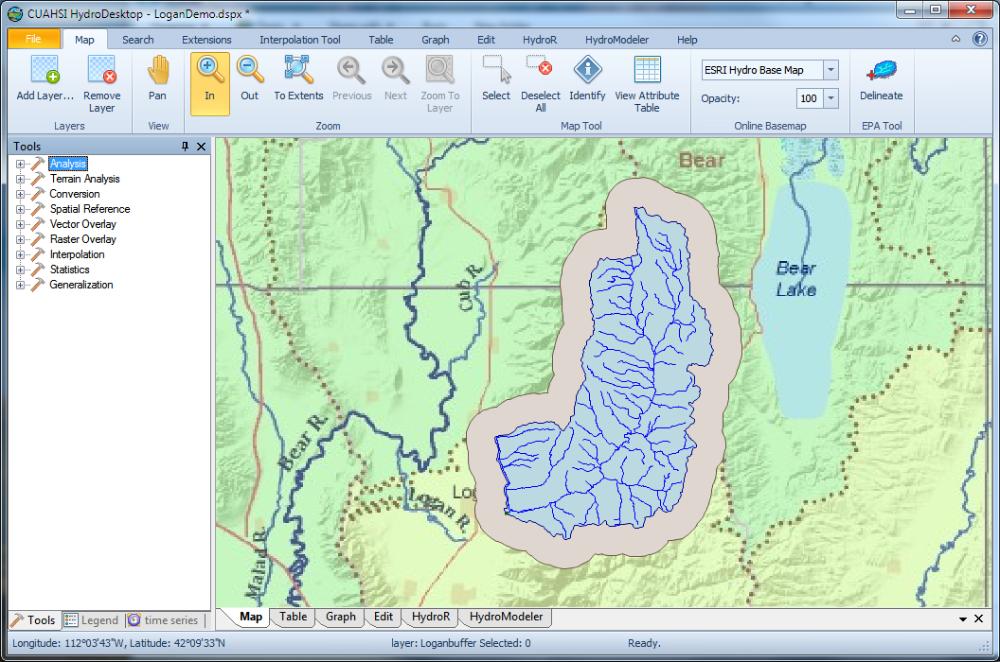 CUAHSI HydroDesktop - LoganDemo.dspx *
File Map Search Extensions Interpolation Tool Table Graph Edit HydroR HydroModeler Help
Add Layer... Remove Layer Pan In Out To Extents Previous Next Zoom To Layer Select Deselect All Identify View Attribute Table
ESRI Hydro Base Map
Opacity: 100
Delineate
Layers View Zoom Map Tool Online Basemap EPA Tool
Tools
Analysis
Terrain Analysis
Conversion
Spatial Reference
Vector Overlay
Raster Overlay
Interpolation
Statistics
Generalization
Bear
Bear
Lake
Cub R.
Bear R.
Log
Logan R.
Malad R.
Tools Legend time series
Map Table Graph Edit HydroR HydroModeler
Longitude: 112°03'43"W, Latitude: 42°09'33"N layer: Loganbuffer Selected: 0 Ready.